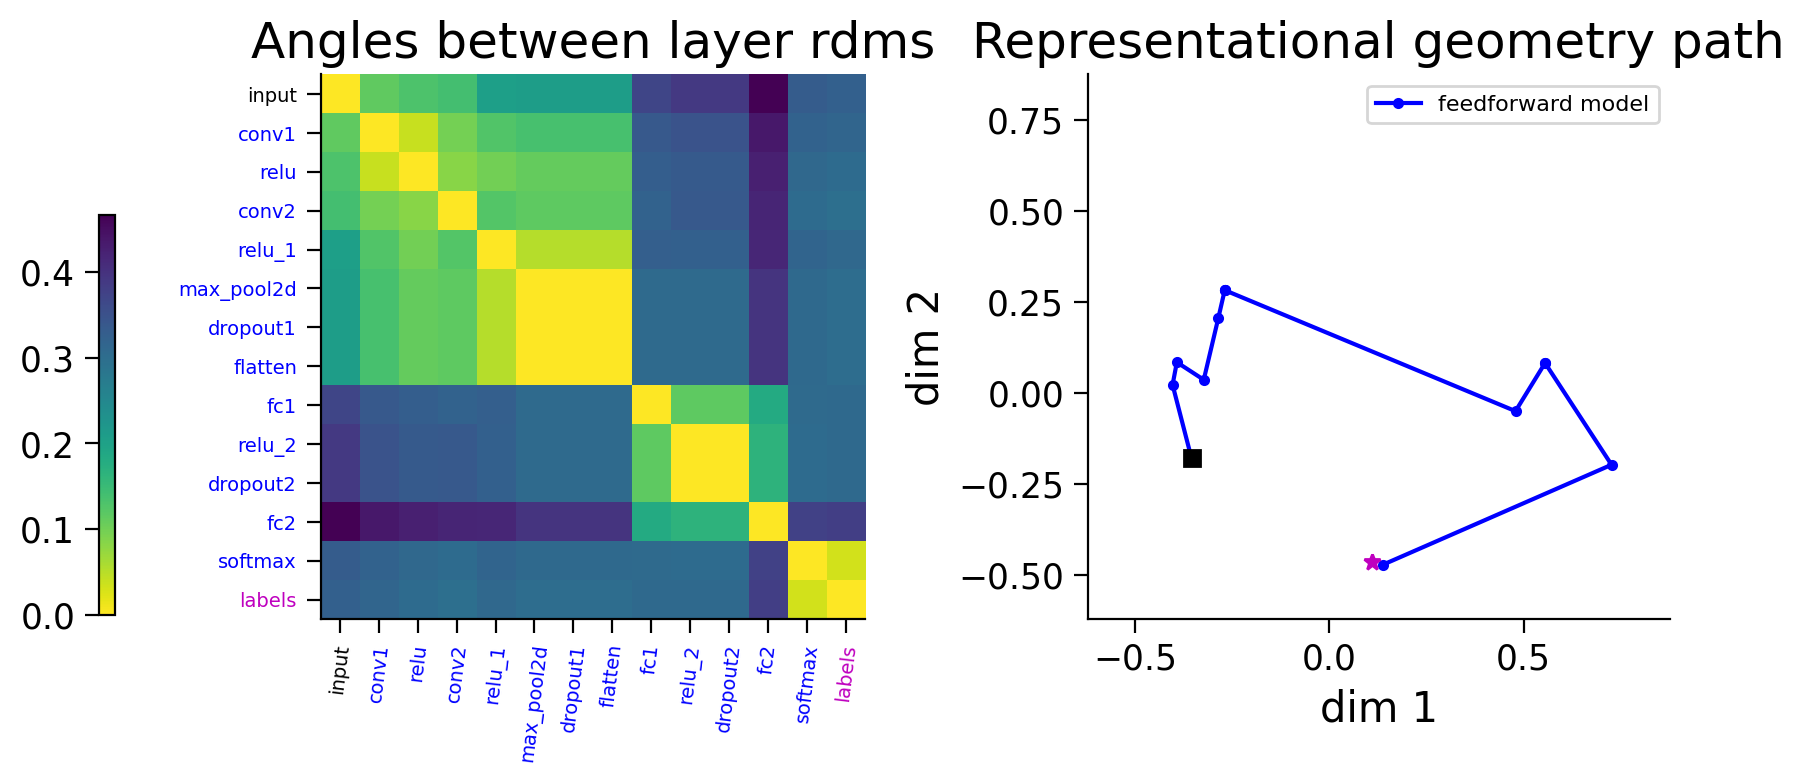 Angles between layer rdms
0.4
0.3
0.2
0.1
0.0
input
conv1
relu
conv2
relu_1
max_pool2d
dropout1
flatten
fc1
relu_2
dropout2
fc2
softmax
labels
input
conv1
relu
conv2
relu_1
max_pool2d
dropout1
flatten
fc1
relu_2
dropout2
fc2
softmax
labels
Representational geometry path
feedforward model
dim 2
0.75
0.50
0.25
0.00
−0.25
−0.50
−0.5
0.0
0.5
dim 1